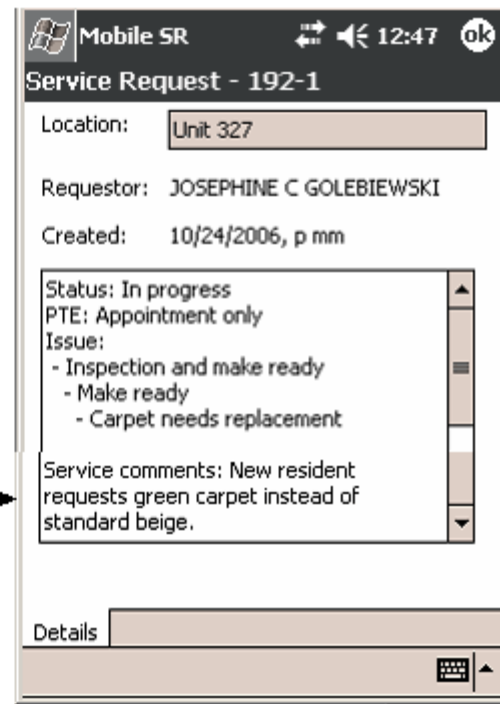 Mobile SR 12:47 ok
Service Request - 192-1
Location: Unit 327
Requestor: JOSEPHINE C GOLEBIEWSKI
Created: 10/24/2006, p mm
Status: In progress
PTE: Appointment only
Issue:
- Inspection and make ready
- Make ready
- Carpet needs replacement
Service comments: New resident
requests green carpet instead of
standard beige.
Details